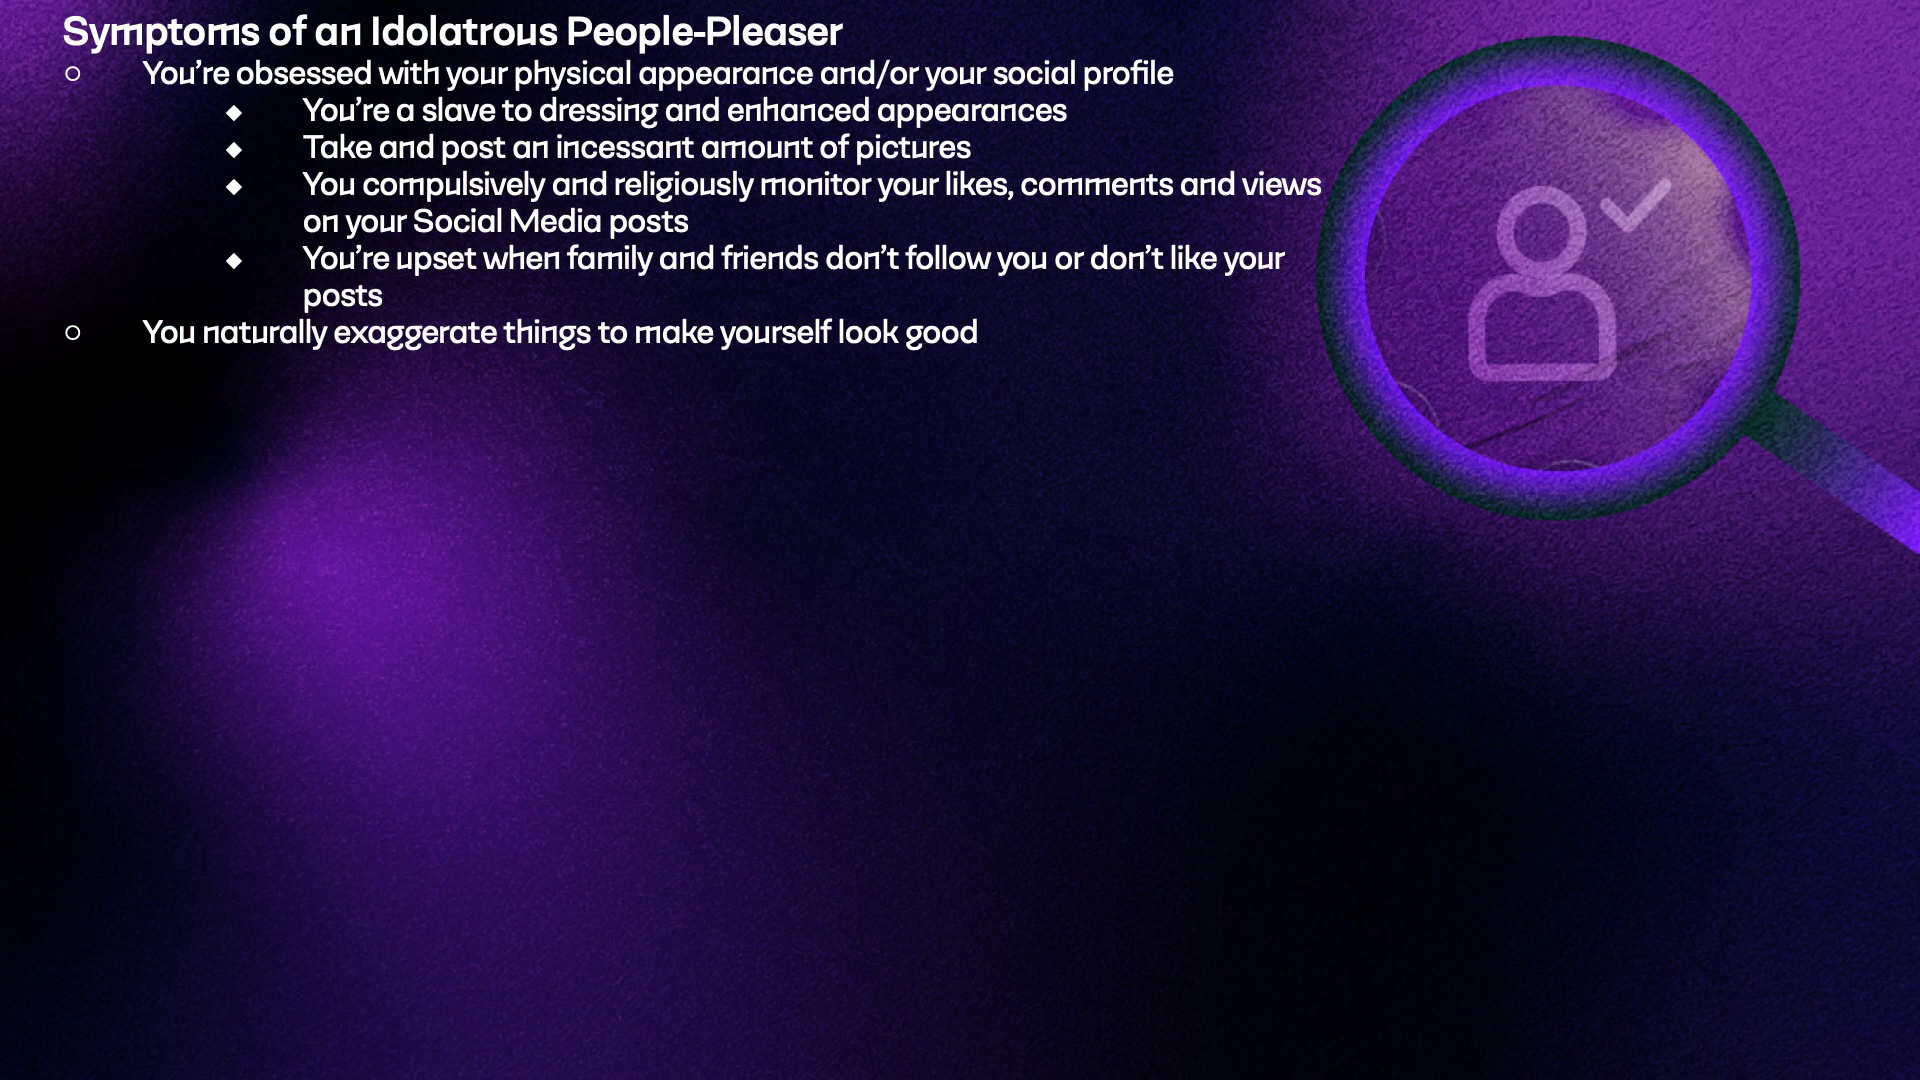 Symptoms of an Idolatrous People-Pleaser
○ You’re obsessed with your physical appearance and/or your social profile
◆ You’re a slave to dressing and enhanced appearances
◆ Take and post an incessant amount of pictures
◆ You compulsively and religiously monitor your likes, comments and views
on your Social Media posts
◆ You’re upset when family and friends don’t follow you or don’t like your
posts
○ You naturally exaggerate things to make yourself look good